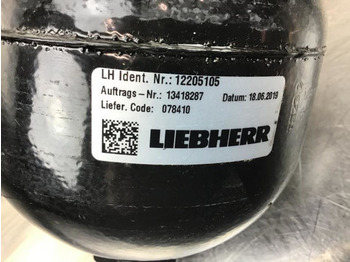 LH Ident. Nr.: 12205105
Auftrags-Nr.: 13418287 Datum: 18.06.2019
Liefer. Code: 078410
LIEBHERR